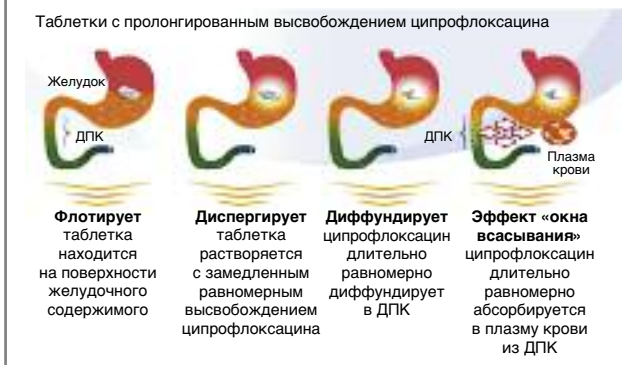 Таблетки с пролонгированным высвобождением ципрофлоксацина
Желудок
ДПК
ДПК
Плазма
крови
Флотирует
таблетка
находится
на поверхности
желудочного
содержимого
Диспергирует
таблетка
растворяется
с замедленным
равномерным
высвобождением
ципрофлоксацина
Диффундирует
ципрофлоксацин
длительно
равномерно
диффундирует
в ДПК
Эффект «окна
всасывания»
ципрофлоксацин
длительно
равномерно
абсорбируется
в плазму крови
из ДПК